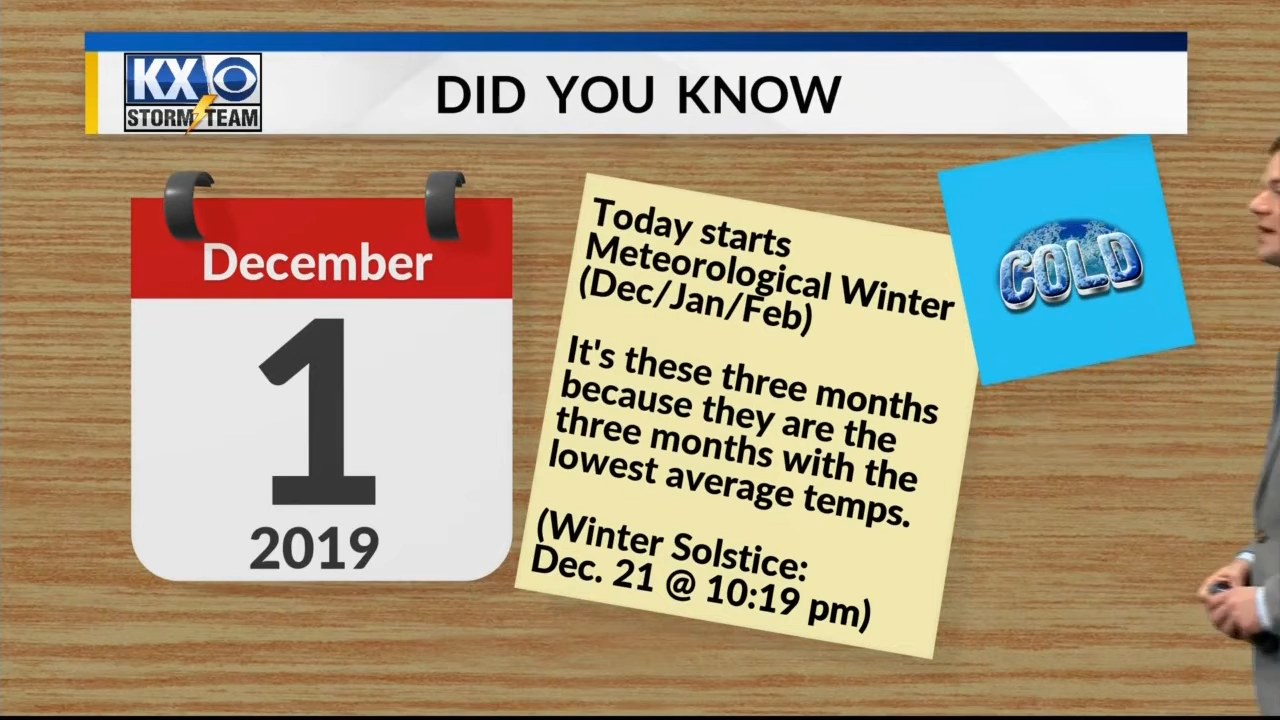 KX
STORM TEAM
DID YOU KNOW
December
1
2019
Today starts
Meteorological Winter
(Dec/Jan/Feb)
It's these three months
because they are the
three months with the
lowest average temps.
(Winter Solstice:
Dec. 21 @ 10:19 pm)
COLD